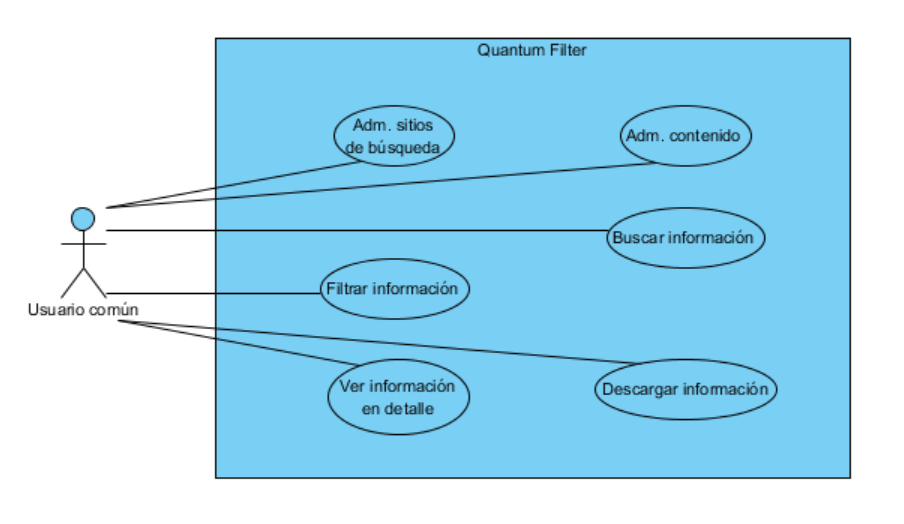 Quantum Filter
Adm. sitios
de búsqueda
Adm. contenido
Buscar información
Filtrar información
Usuario común
Ver información
en detalle
Descargar información